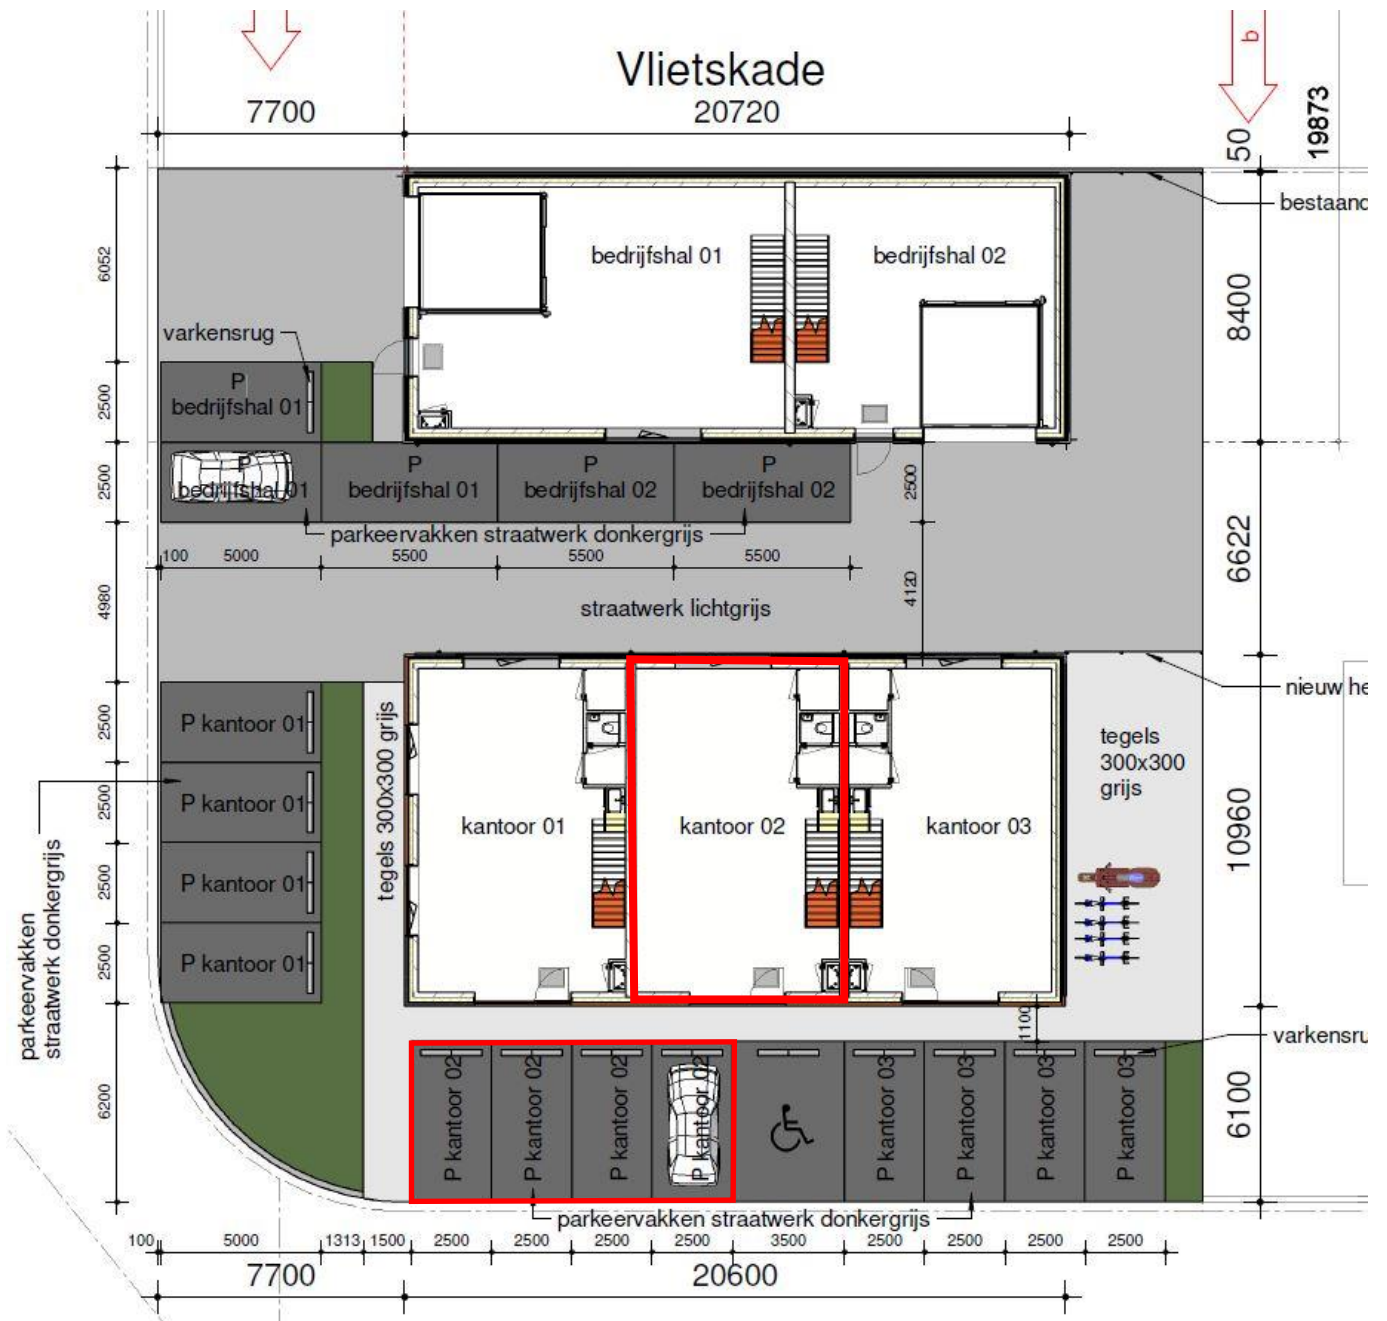 Vlietskade
7700
20720
b
19873
50
bestaand
6052
bedrijfshal 01
bedrijfshal 02
8400
varkensrug
2500
P
bedrijfshal 01
2500
P
bedrijfshal 01
P
bedrijfshal 01
P
bedrijfshal 02
P
bedrijfshal 02
2500
parkeervakken straatwerk donkergrijs
100
5000
5500
5500
5500
6622
4980
4120
straatwerk lichtgrijs
nieuw he
2500
P kantoor 01
tegels 300x300 grijs
tegels
300x300
grijs
2500
P kantoor 01
kantoor 01
kantoor 02
kantoor 03
10960
2500
P kantoor 01
parkeervakken
straatwerk donkergrijs
2500
P kantoor 01
1100
varkensru
6200
P kantoor 02
P kantoor 02
P kantoor 02
P kantoor 02
P kantoor 03
P kantoor 03
P kantoor 03
P kantoor 03
6100
parkeervakken straatwerk donkergrijs
100
5000
1313
1500
2500
2500
2500
2500
3500
2500
2500
2500
2500
7700
20600